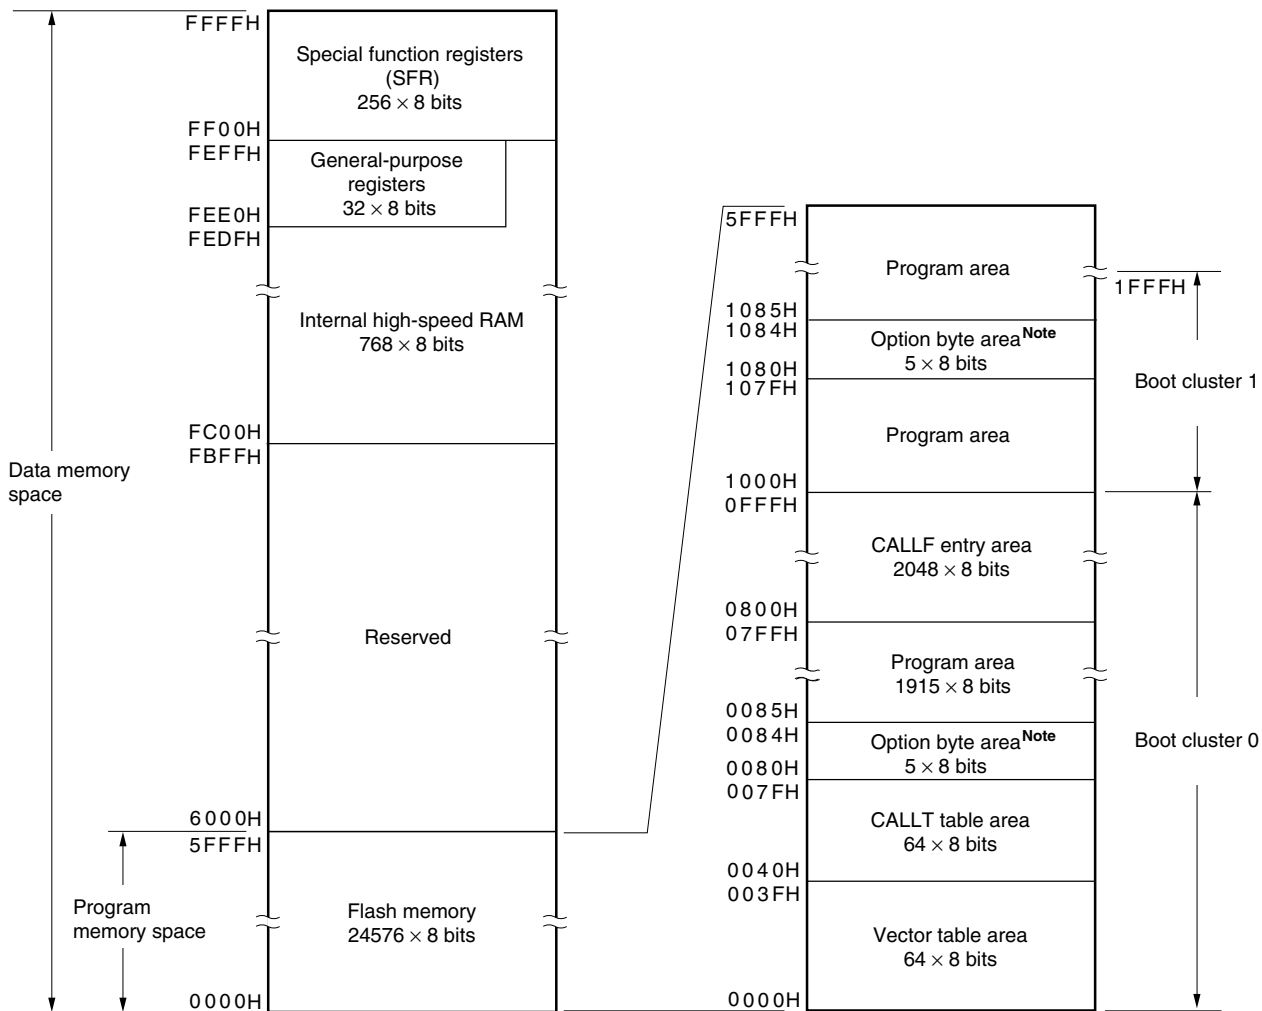 FFFFH
Special function registers
(SFR)
256 × 8 bits
FF00H
FEFFH
General-purpose
registers
32 × 8 bits
FEE0H
FEDFH
Internal high-speed RAM
768 × 8 bits
FC00H
FBFFH
Data memory
space
Reserved
6000H
5FFFH
Program
memory space
Flash memory
24576 × 8 bits
0000H
5FFFH
Program area
1FFFH
1085H
1084H
Option byte area Note
5 × 8 bits
1080H
107FH
Boot cluster 1
Program area
1000H
0FFFH
CALLF entry area
2048 × 8 bits
0800H
07FFH
Program area
1915 × 8 bits
0085H
0084H
Option byte area Note
5 × 8 bits
Boot cluster 0
0080H
007FH
CALLT table area
64 × 8 bits
0040H
003FH
Vector table area
64 × 8 bits
0000H